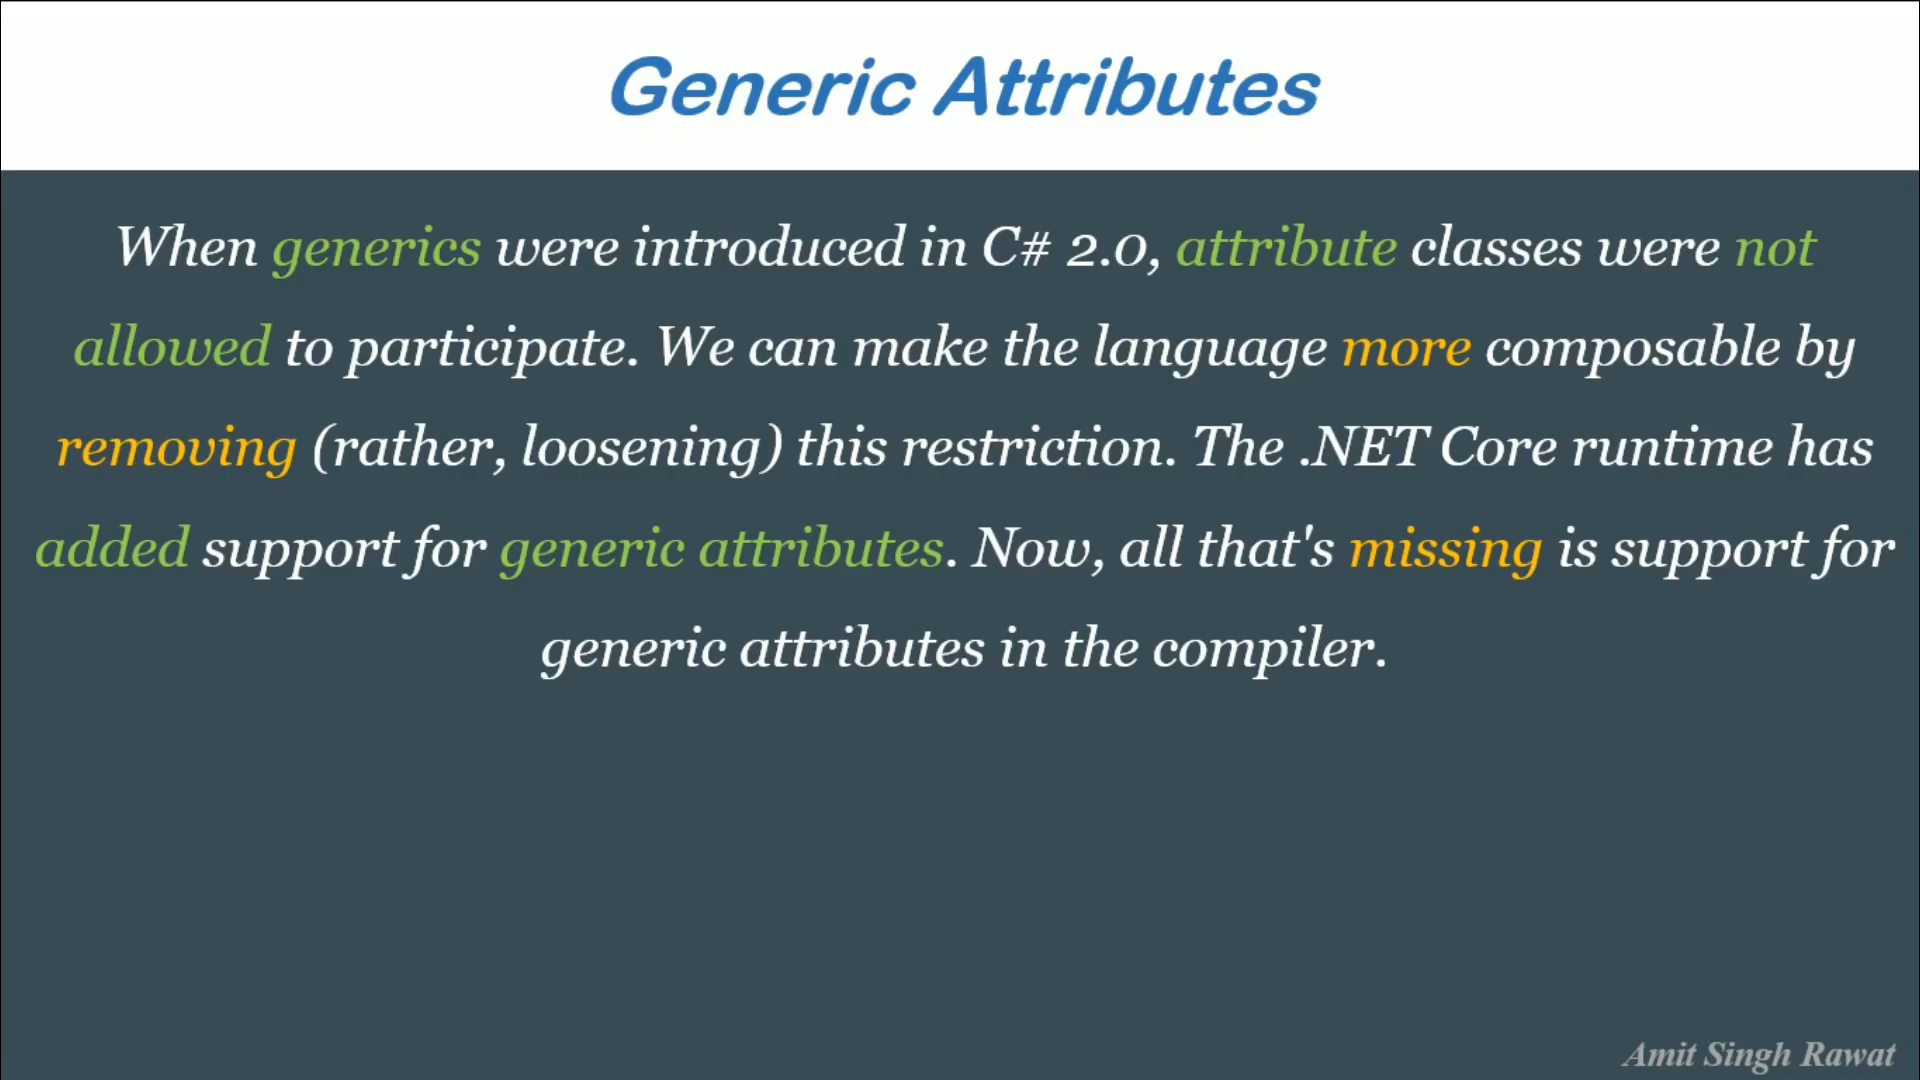 Generic Attributes
When generics were introduced in C# 2.0, attribute classes were not
allowed to participate. We can make the language more composable by
removing (rather, loosening) this restriction. The .NET Core runtime has
added support for generic attributes. Now, all that's missing is support for
generic attributes in the compiler.
Amit Singh Rawat